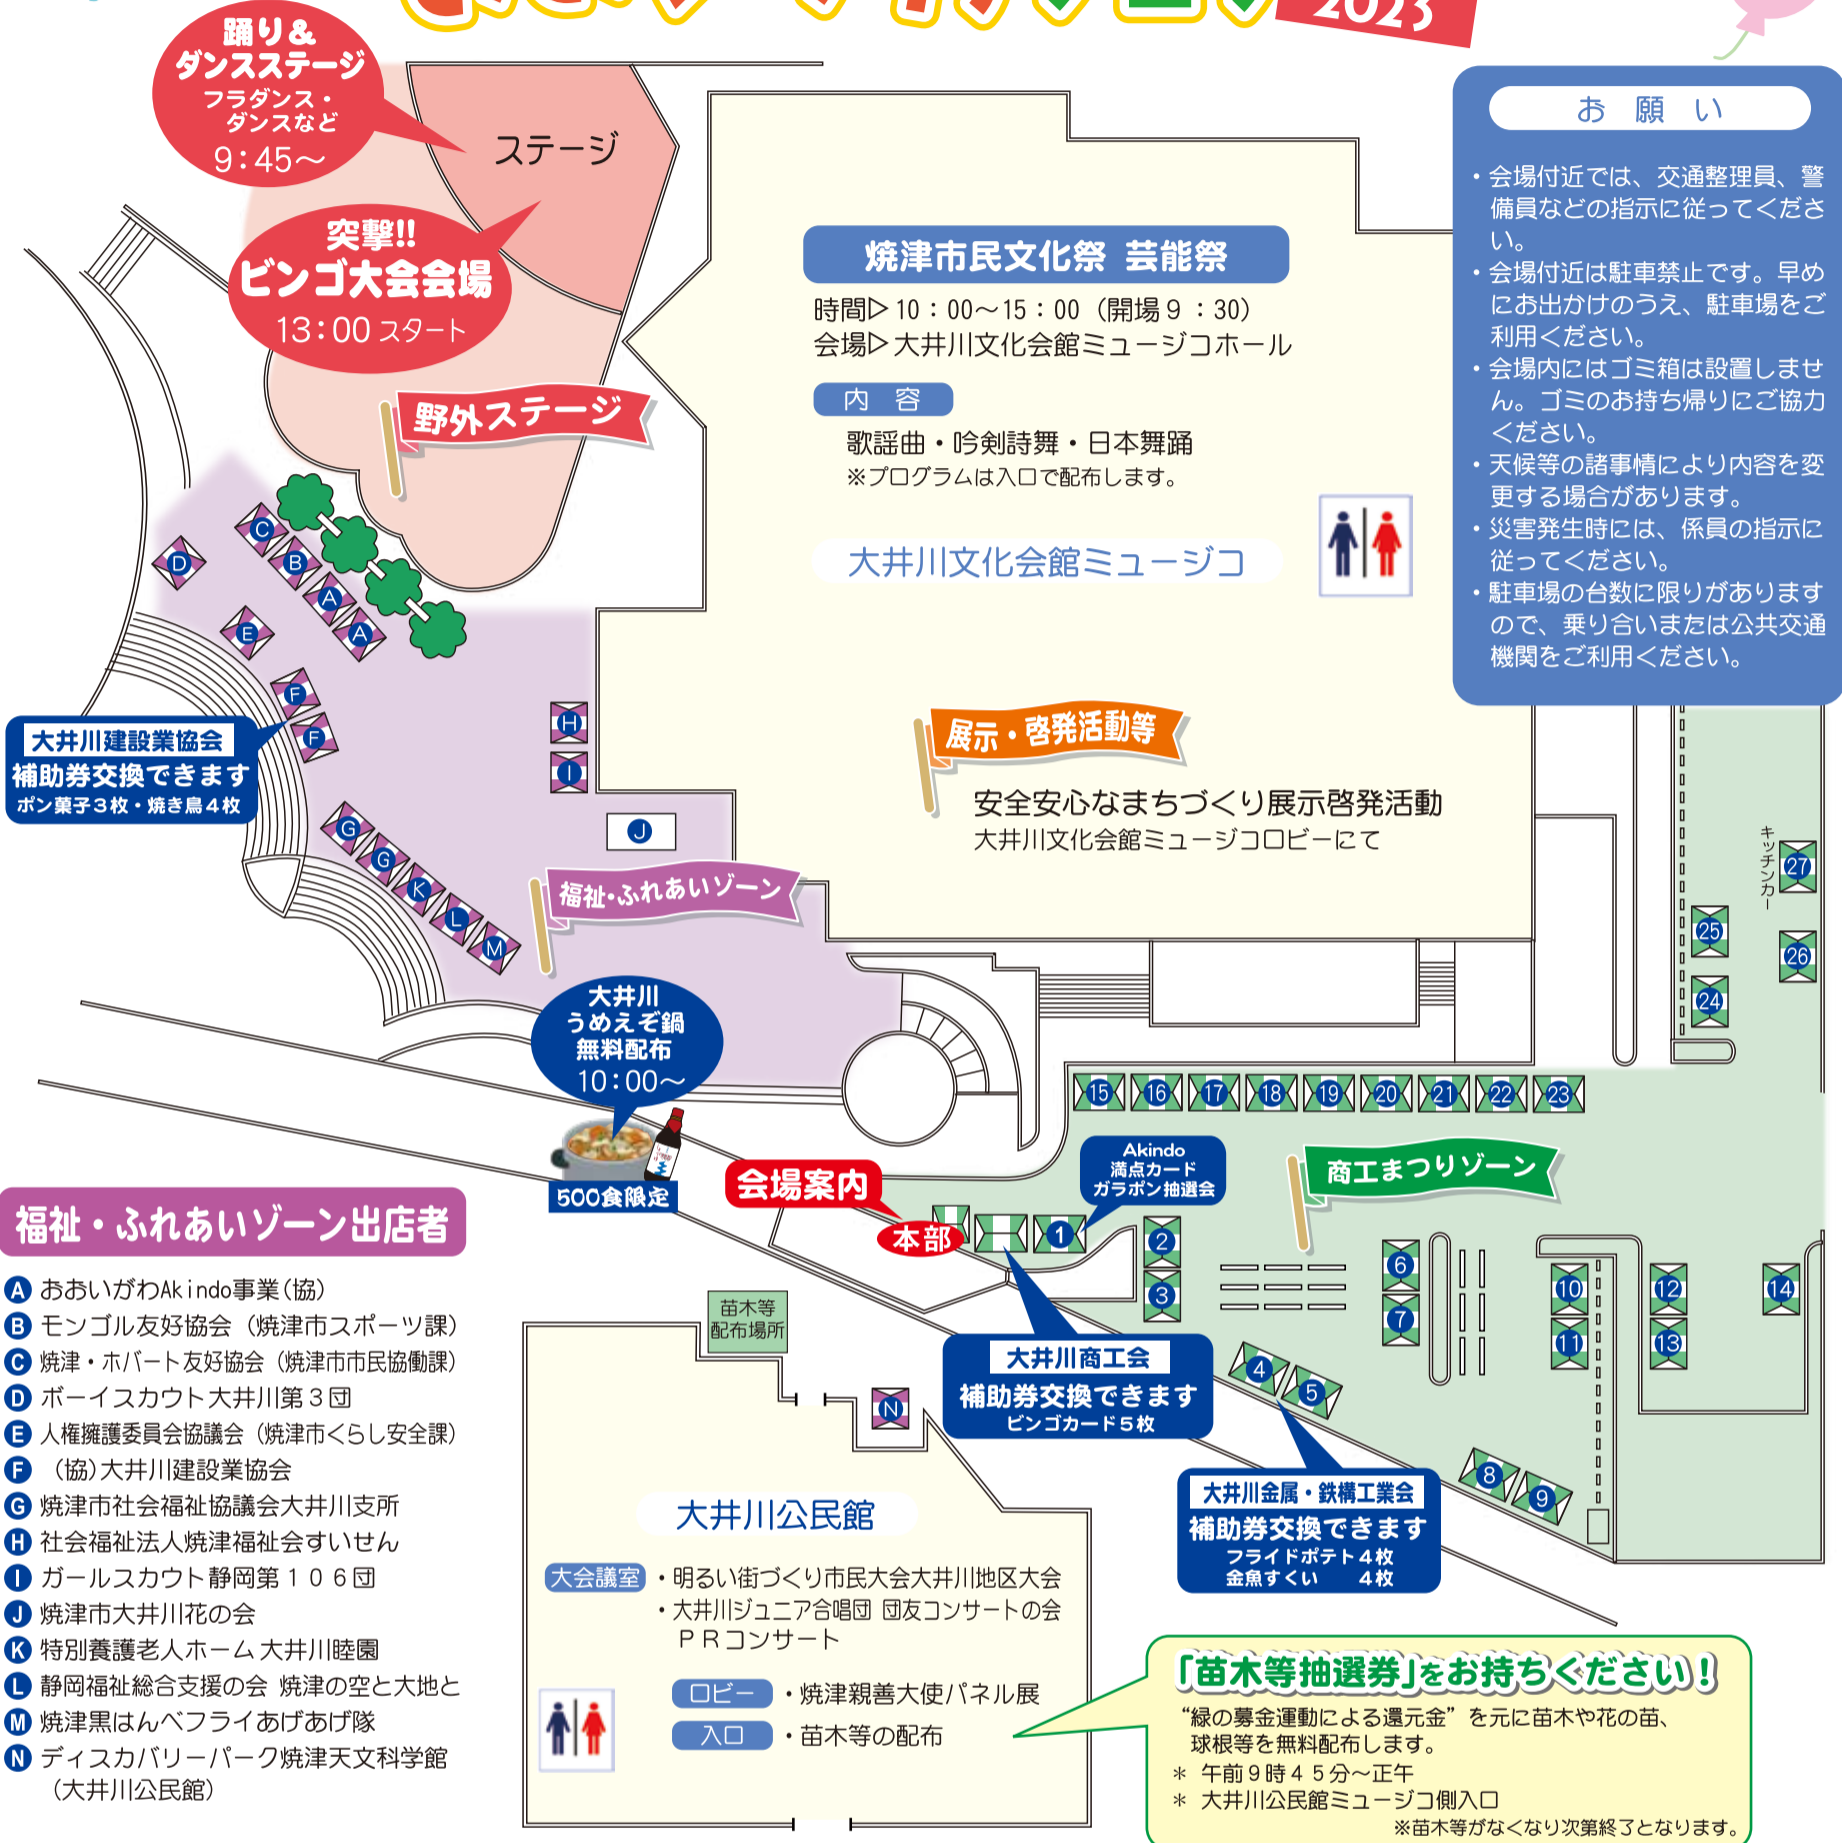 2023
踊り&
ダンスステージ
フラダンス・
ダンスなど
9:45～
ステージ
突撃!!
ビンゴ大会会場
13:00 スタート
野外ステージ
焼津市民文化祭 芸能祭
時間▷10：00～15：00（開場9：30）
会場▷大井川文化会館ミュージコホール
内 容
歌謡曲・吟剣詩舞・日本舞踊
※プログラムは入口で配布します。
大井川文化会館ミュージコ
お 願 い
・会場付近では、交通整理員、警
備員などの指示に従ってくださ
い。
・会場付近は駐車禁止です。早め
にお出かけのうえ、駐車場をご
利用ください。
・会場内にはゴミ箱は設置しませ
ん。ゴミのお持ち帰りにご協力
ください。
・天候等の諸事情により内容を変
更する場合があります。
・災害発生時には、係員の指示に
従ってください。
・駐車場の台数に限りがあります
ので、乗り合いまたは公共交通
機関をご利用ください。
C
B
A
A
D
E
F
F
H
I
J
G
G
K
L
M
大井川建設業協会
補助券交換できます
ポン菓子3枚・焼き鳥4枚
展示・啓発活動等
安全安心なまちづくり展示啓発活動
大井川文化会館ミュージコロビーにて
福祉・ふれあいゾーン
キッチンカー
27
26
25
24
大井川
うめえぞ鍋
無料配布
10:00～
500食限定
15 16 17 18 19 20 21 22 23
Akindo
満点カード
ガラポン抽選会
商工まつりゾーン
会場案内
本部
1
2
3
6
7
10
11
12
13
14
4
5
8
9
苗木等
配布場所
N
大井川商工会
補助券交換できます
ビンゴカード5枚
大井川金属・鉄構工業会
補助券交換できます
フライドポテト4枚
金魚すくい 4枚
福祉・ふれあいゾーン出店者
A おおいがわAkindo事業(協)
B モンゴル友好協会（焼津市スポーツ課）
C 焼津・ホバート友好協会（焼津市市民協働課）
D ボーイスカウト大井川第3団
E 人権擁護委員会協議会（焼津市くらし安全課）
F （協)大井川建設業協会
G 焼津市社会福祉協議会大井川支所
H 社会福祉法人焼津福祉会すいせん
I ガールスカウト静岡第１０６団
J 焼津市大井川花の会
K 特別養護老人ホーム 大井川睦園
L 静岡福祉総合支援の会 焼津の空と大地と
M 焼津黒はんぺフライあげあげ隊
N ディスカバリーパーク焼津天文科学館
（大井川公民館）
大井川公民館
大会議室 ・明るい街づくり市民大会大井川地区大会
・大井川ジュニア合唱団 団友コンサートの会
ＰＲコンサート
ロビー ・焼津親善大使パネル展
入口 ・苗木等の配布
「苗木等抽選券」をお持ちください！
“緑の募金運動による還元金”を元に苗木や花の苗、
球根等を無料配布します。
＊ 午前9時45分～正午
＊ 大井川公民館ミュージコ側入口
※苗木等がなくなり次第終了となります。